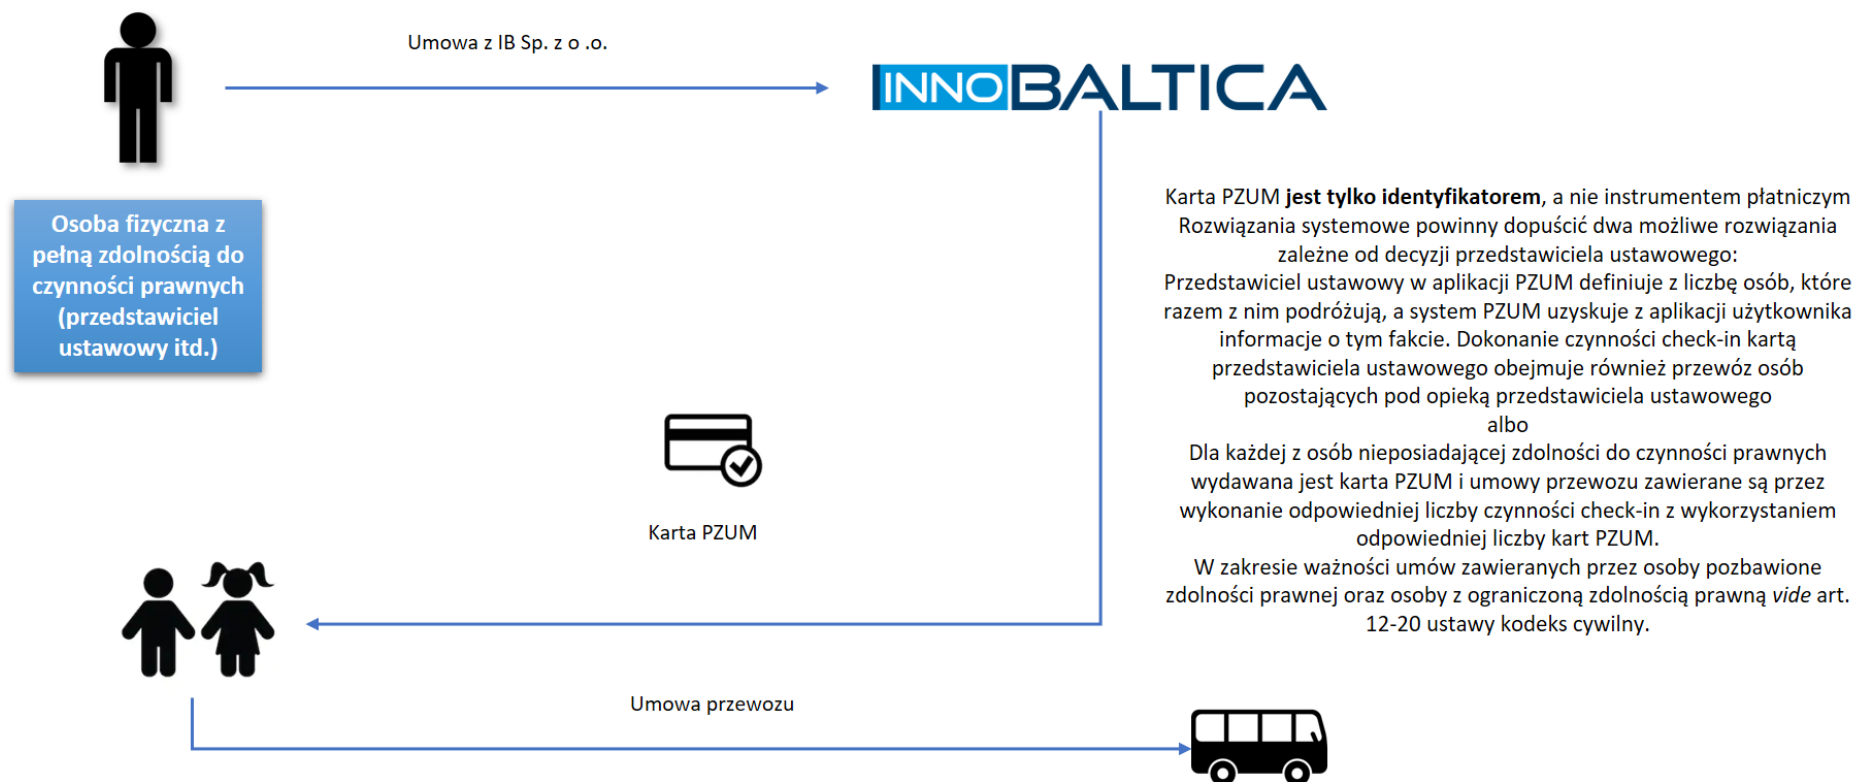 Umowa z IB Sp. z o .o.
INNOBALTICA
Osoba fizyczna z
pełną zdolnością do
czynności prawnych
(przedstawiciel
ustawowy itd.)
Karta PZUM jest tylko identyfikatorem, a nie instrumentem płatniczym
Rozwiązania systemowe powinny dopuścić dwa możliwe rozwiązania
zależne od decyzji przedstawiciela ustawowego:
Przedstawiciel ustawowy w aplikacji PZUM definiuje z liczbę osób, które
razem z nim podróżują, a system PZUM uzyskuje z aplikacji użytkownika
informacje o tym fakcie. Dokonanie czynności check-in kartą
przedstawiciela ustawowego obejmuje również przewóz osób
pozostających pod opieką przedstawiciela ustawowego
albo
Dla każdej z osób nieposiadającej zdolności do czynności prawnych
wydawana jest karta PZUM i umowy przewozu zawierane są przez
wykonanie odpowiedniej liczby czynności check-in z wykorzystaniem
odpowiedniej liczby kart PZUM.
W zakresie ważności umów zawieranych przez osoby pozbawione
zdolności prawnej oraz osoby z ograniczoną zdolnością prawną vide art.
12-20 ustawy kodeks cywilny.
Karta PZUM
Umowa przewozu